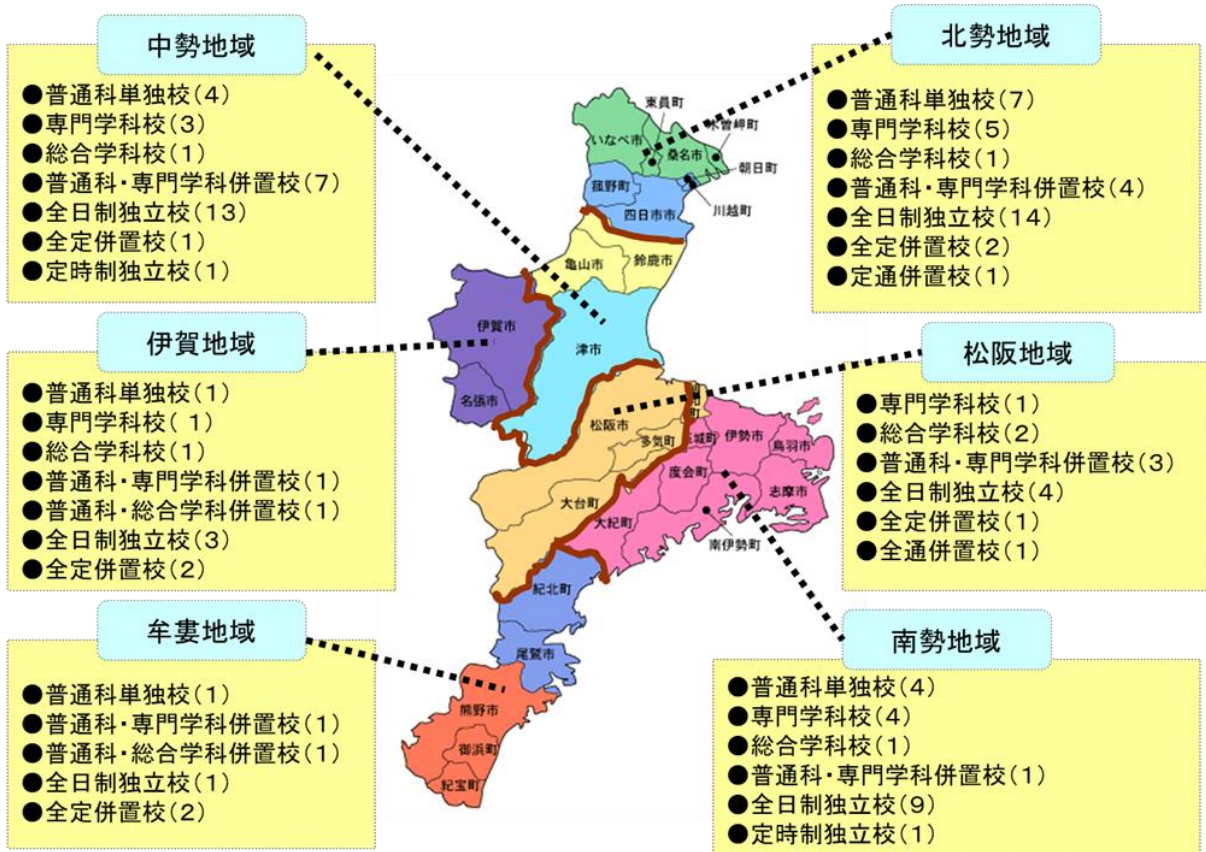 中勢地域
●普通科単独校(4)
●専門学科校(3)
●総合学科校(1)
●普通科・専門学科併置校(7)
●全日制独立校(13)
●全定併置校(1)
●定時制独立校(1)
北勢地域
●普通科単独校(7)
●専門学科校(5)
●総合学科校(1)
●普通科・専門学科併置校(4)
●全日制独立校(14)
●全定併置校(2)
●定通併置校(1)
伊賀地域
●普通科単独校(1)
●専門学科校( 1)
●総合学科校(1)
●普通科・専門学科併置校(1)
●普通科・総合学科併置校(1)
●全日制独立校(3)
●全定併置校(2)
松阪地域
●専門学科校(1)
●総合学科校(2)
●普通科・専門学科併置校(3)
●全日制独立校(4)
●全定併置校(1)
●全通併置校(1)
牟婁地域
●普通科単独校(1)
●普通科・専門学科併置校(1)
●普通科・総合学科併置校(1)
●全日制独立校(1)
●全定併置校(2)
南勢地域
●普通科単独校(4)
●専門学科校(4)
●総合学科校(1)
●普通科・専門学科併置校(1)
●全日制独立校(9)
●定時制独立校(1)
東員町
木曽岬町
いなべ市
桑名市
朝日町
菰野町
川越町
四日市市
亀山市
鈴鹿市
伊賀市
津市
名張市
松阪市
多気町
伊勢市
鳥羽市
度会町
志摩市
大台町
大紀町
南伊勢町
紀北町
尾鷲市
熊野市
御浜町
紀宝町